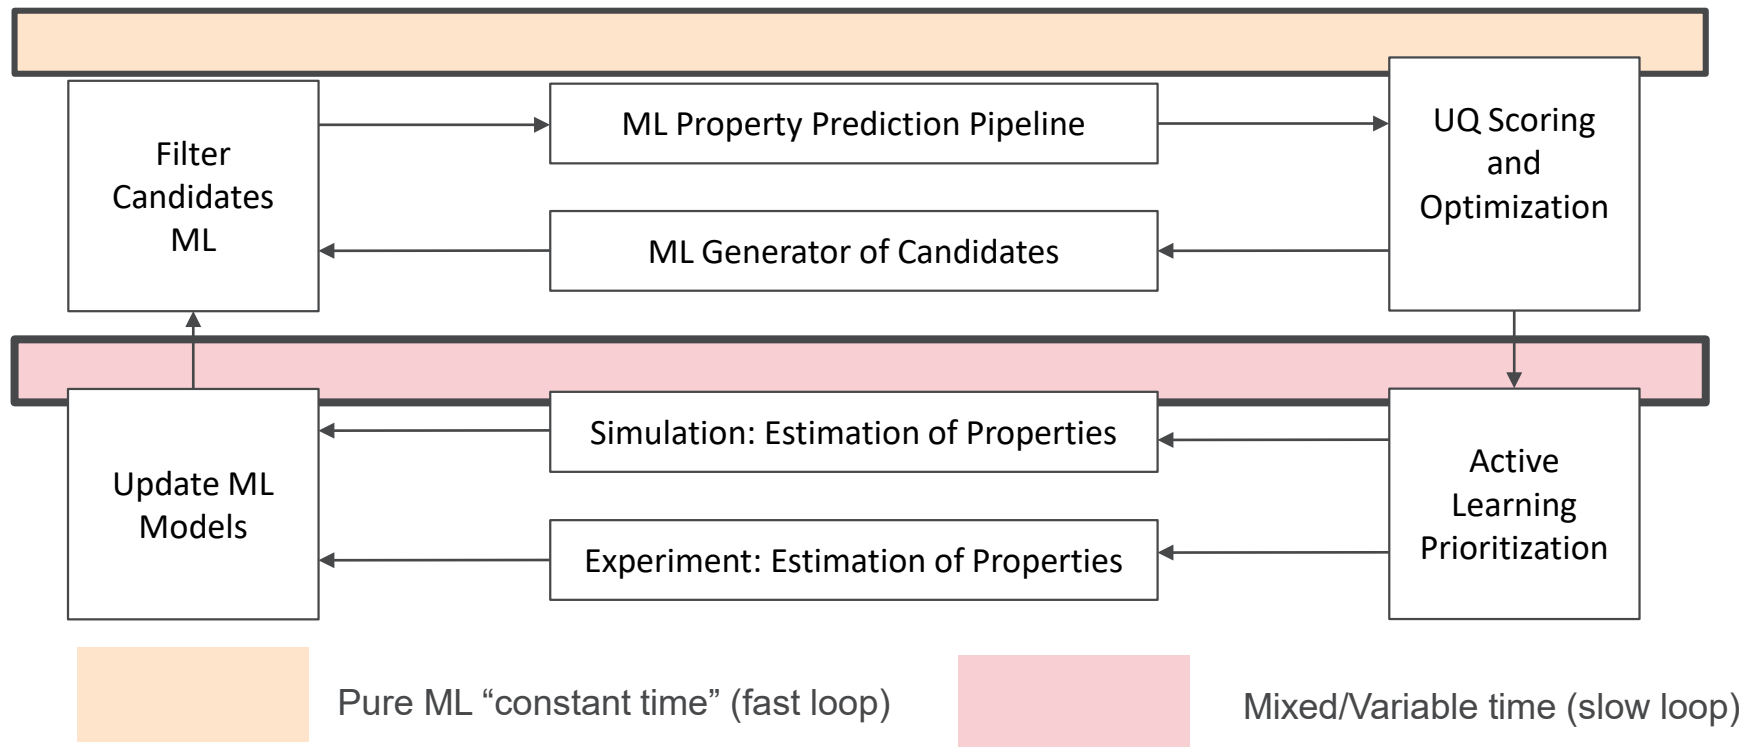 Filter
Candidates
ML
ML Property Prediction Pipeline
ML Generator of Candidates
UQ Scoring
and
Optimization
Update ML
Models
Simulation: Estimation of Properties
Experiment: Estimation of Properties
Active
Learning
Prioritization
Pure ML “constant time” (fast loop)
Mixed/Variable time (slow loop)